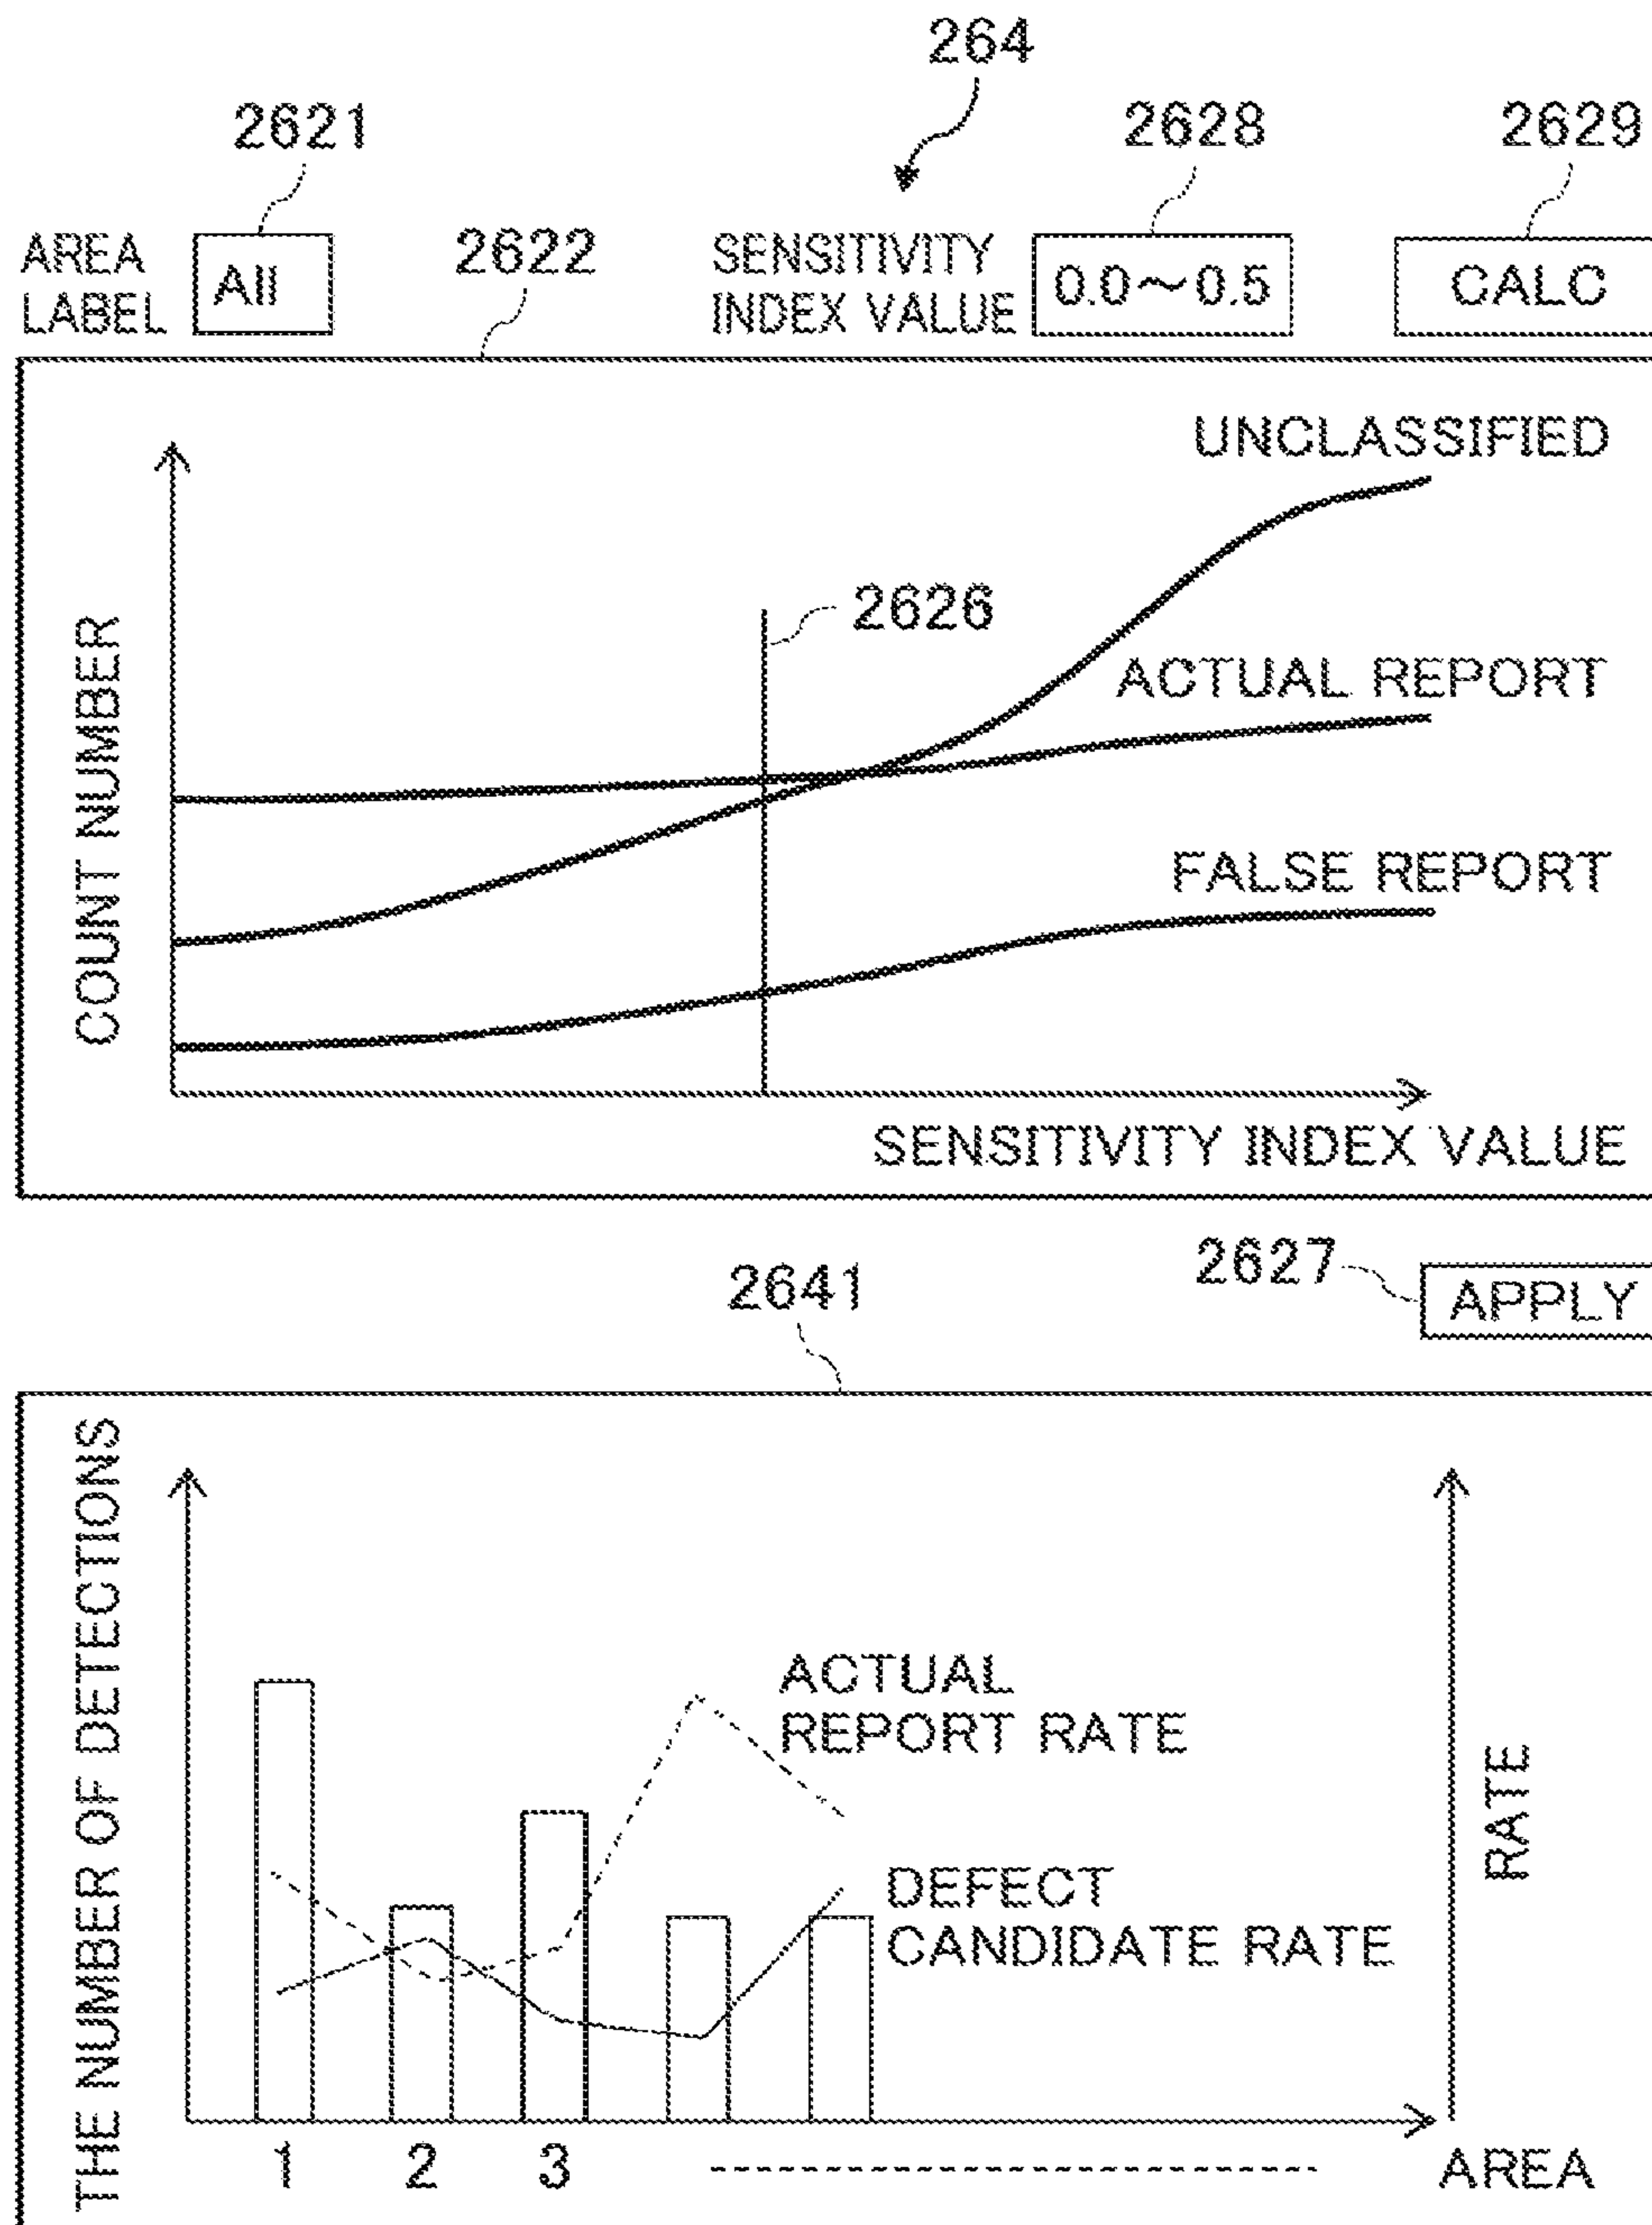 264
2621
2628
2629
AREA
LABEL
All
2622
SENSITIVITY
INDEX VALUE
0.0～0.5
CALC
UNCLASSIFIED
2626
ACTUAL REPORT
FALSE REPORT
COUNT NUMBER
SENSITIVITY INDEX VALUE
2641
2627
APPLY
THE NUMBER OF DETECTIONS
ACTUAL
REPORT RATE
DEFECT
CANDIDATE RATE
RATE
1 2 3
AREA